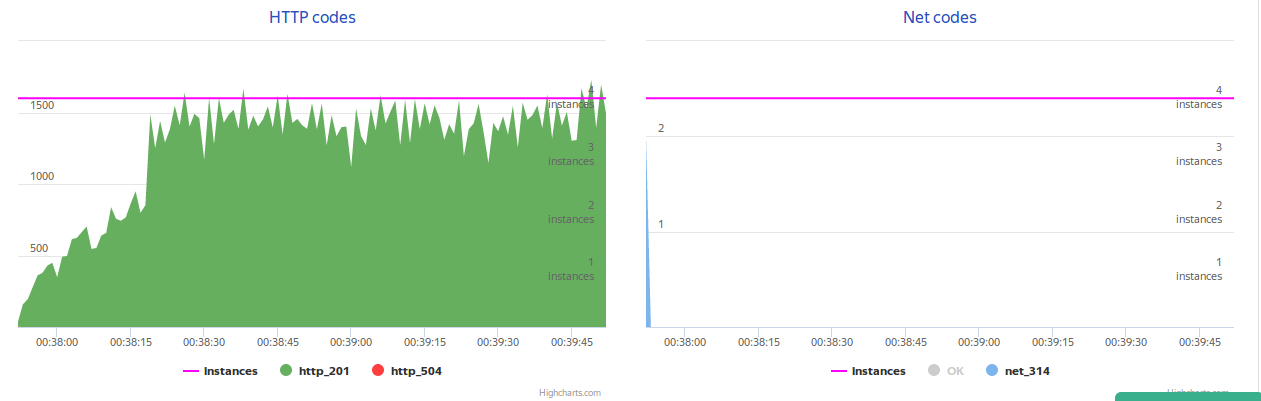 HTTP codes
1500
1000
500
4
instances
3
instances
2
instances
1
instances
00:38:00 00:38:15 00:38:30 00:38:45 00:39:00 00:39:15 00:39:30 00:39:45
Instances http_201 http_504
Highcharts.com
Net codes
2
1
4
instances
3
instances
2
instances
1
instances
00:38:00 00:38:15 00:38:30 00:38:45 00:39:00 00:39:15 00:39:30 00:39:45
Instances OK net_314
Highcharts.com